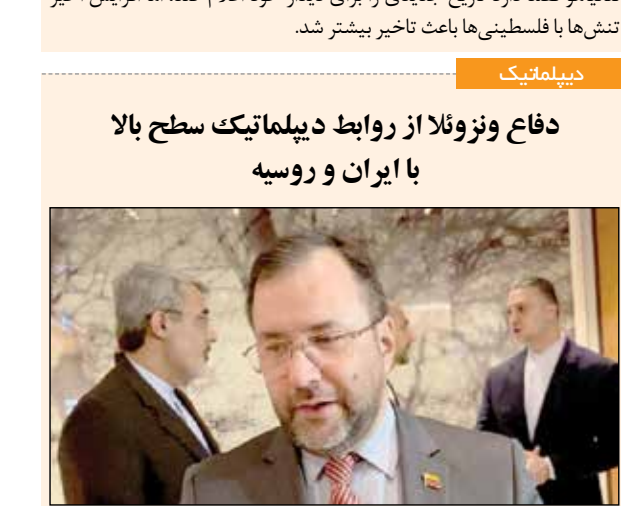 تنش‌ها با فلسطینی‌ها باعث تاخیر بیشتر شد.
دیپلماتیک
دفاع ونزوئلا از روابط دیپلماتیک سطح بالا
با ایران و روسیه